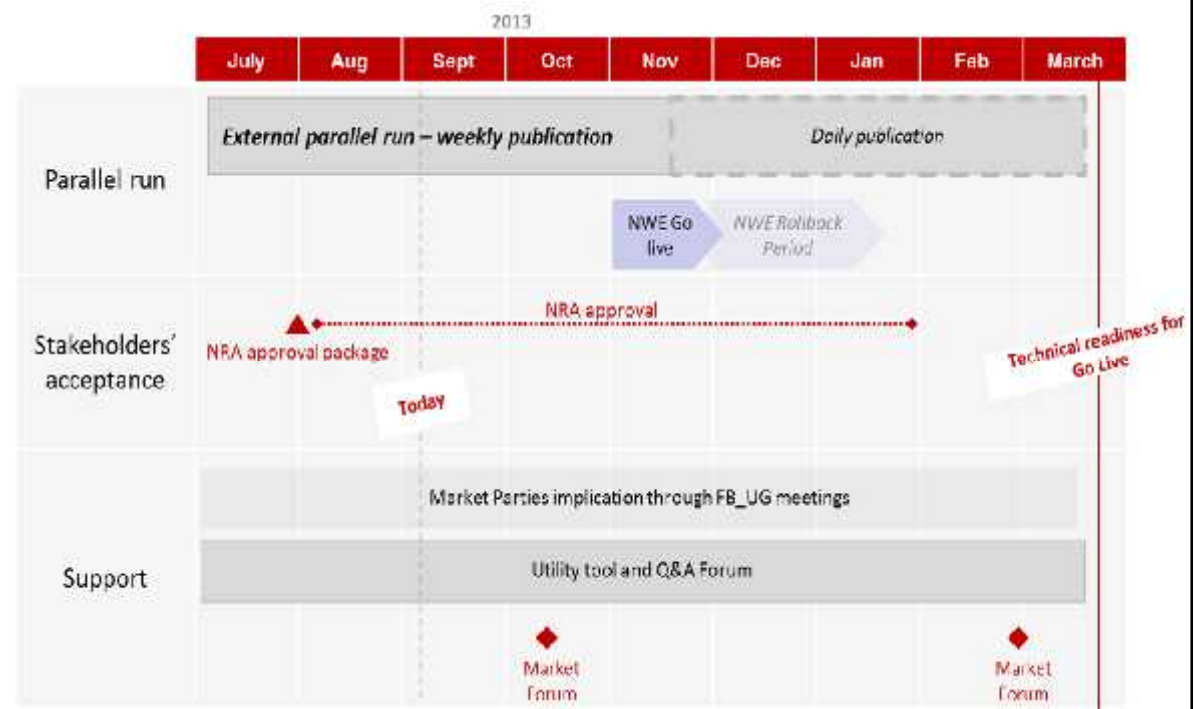 2013
July Aug Sept Oct Nov Dec Jan Feb March
Parallel run
External parallel run – weekly publication
Daily publication
NWE Go
live
NWE Rollback
Period
Stakeholders'
acceptance
NRA approval
NRA approval package
Today
Technical readiness for
Go Live
Support
Market Parties implication through FB_UG meetings
Utility tool and Q&A Forum
Market
Forum
Market
Forum